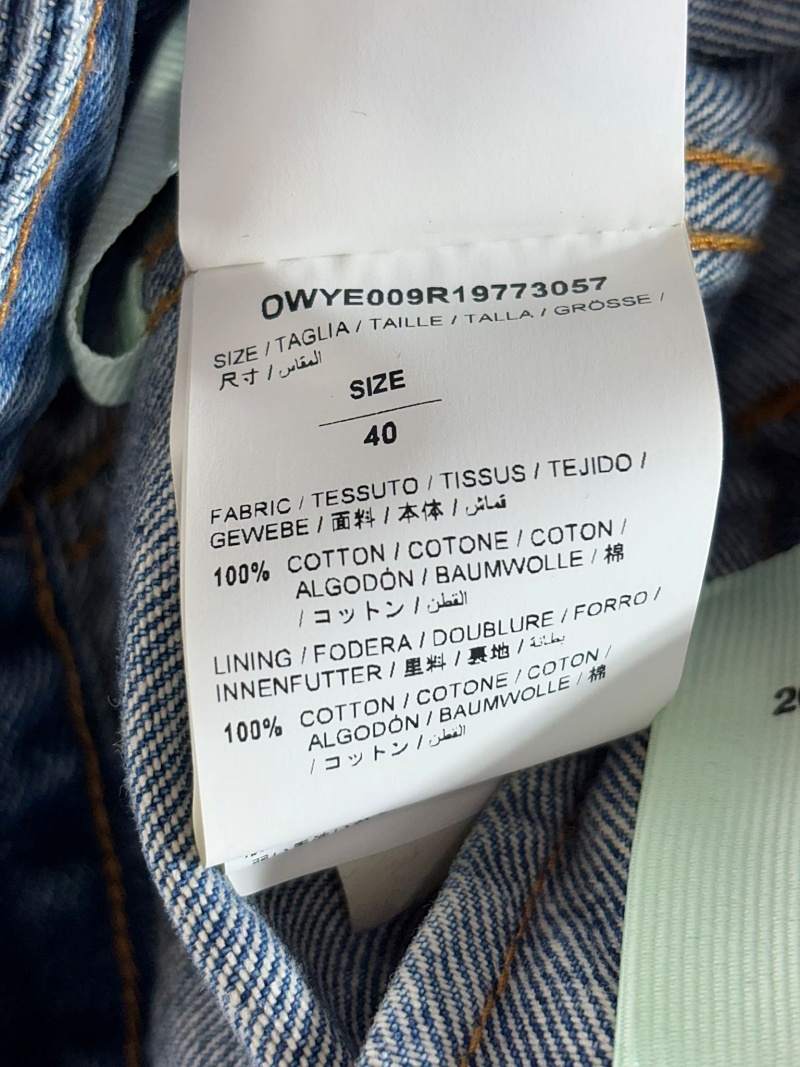 OWYE009R19773057
SIZE / TAGLIA / TAILLE / TALLA / GRÖSSE /
尺寸 / المقاس
SIZE
40
FABRIC / TESSUTO / TISSUS / TEJIDO /
GEWEBE / 面料 / 本体 / قماش
100% COTTON / COTONE / COTON /
ALGODÓN / BAUMWOLLE / 棉
/ コットン / القطن
LINING / FODERA / DOUBLURE / FORRO /
INNENFUTTER / 里料 / 裏地 / بطانة
100% COTTON / COTONE / COTON /
ALGODÓN / BAUMWOLLE / 棉
/ コットン / القطن